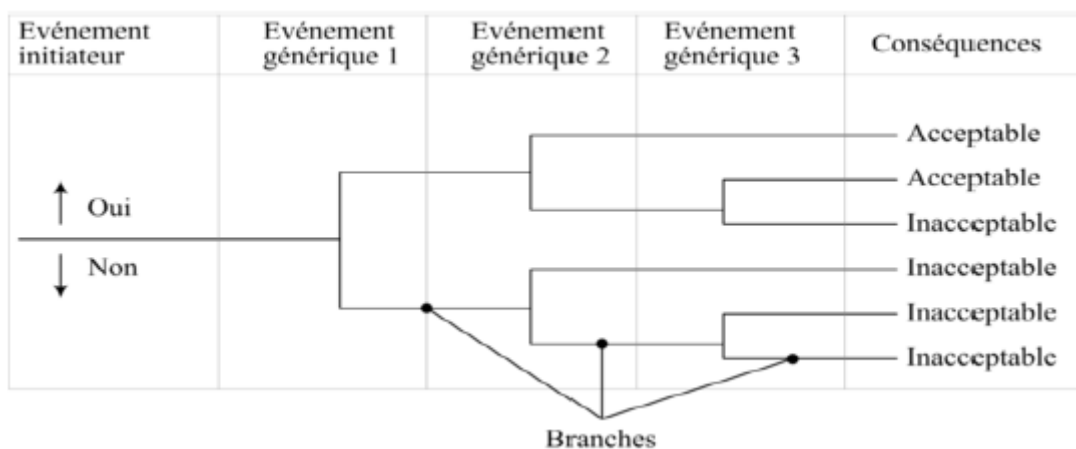 Evénement
initiateur
Evénement
générique 1
Evénement
générique 2
Evénement
générique 3
Conséquences
Oui
Non
Acceptable
Acceptable
Inacceptable
Inacceptable
Inacceptable
Inacceptable
Branches